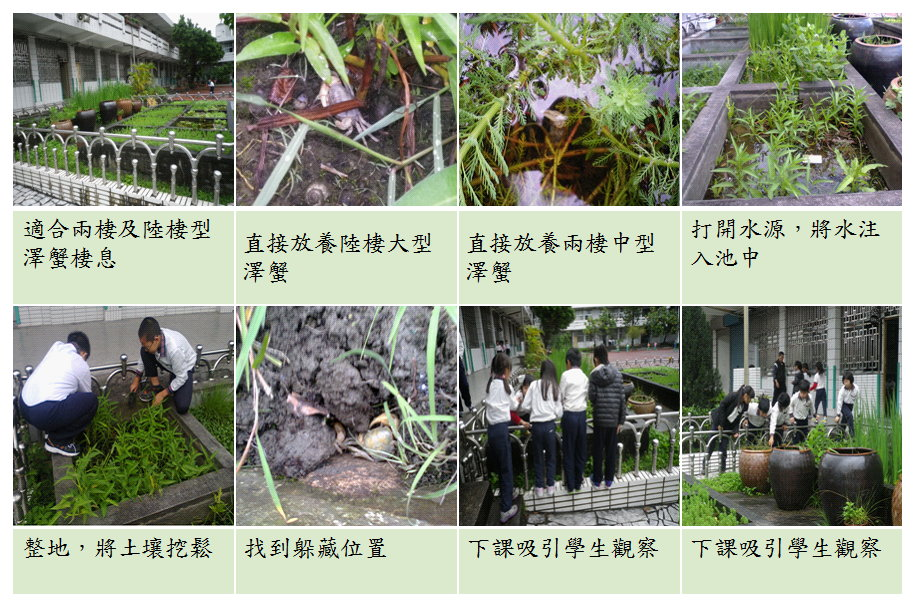 適合兩棲及陸棲型
澤蟹棲息
直接放養陸棲大型
澤蟹
直接放養兩棲中型
澤蟹
打開水源，將水注
入池中
整地，將土壤挖鬆
找到躲藏位置
下課吸引學生觀察
下課吸引學生觀察